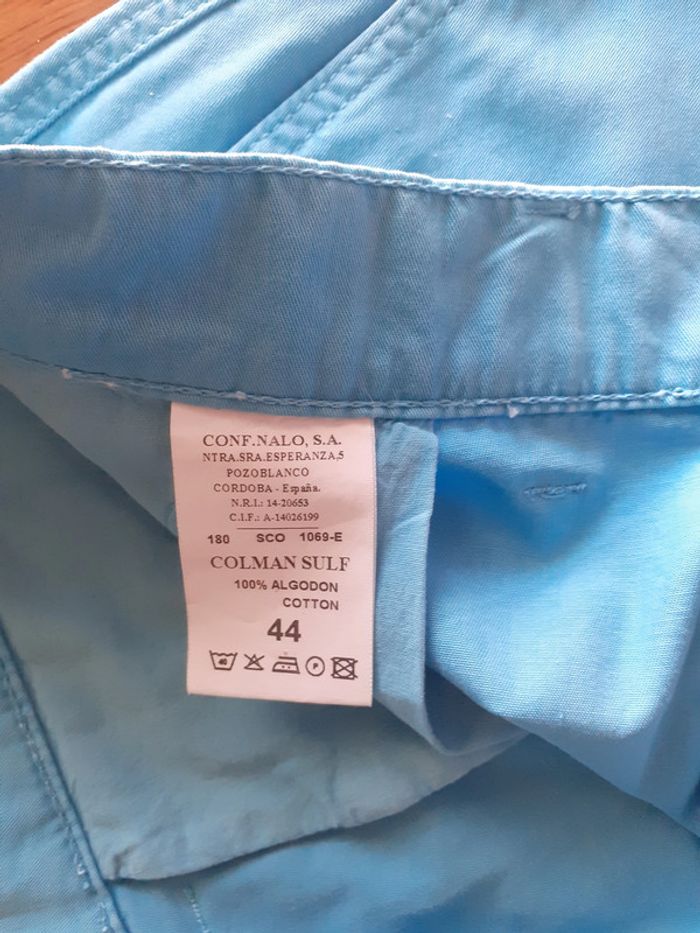 CONF.NALO, S.A.
NTRA.SRA.ESPERANZA,5
POZOBLANCO
CORDOBA - España.
N.R.I.: 14-20653
C.I.F.: A-14026199
180 SCO 1069-E
COLMAN SULF
100% ALGODON
COTTON
44
P